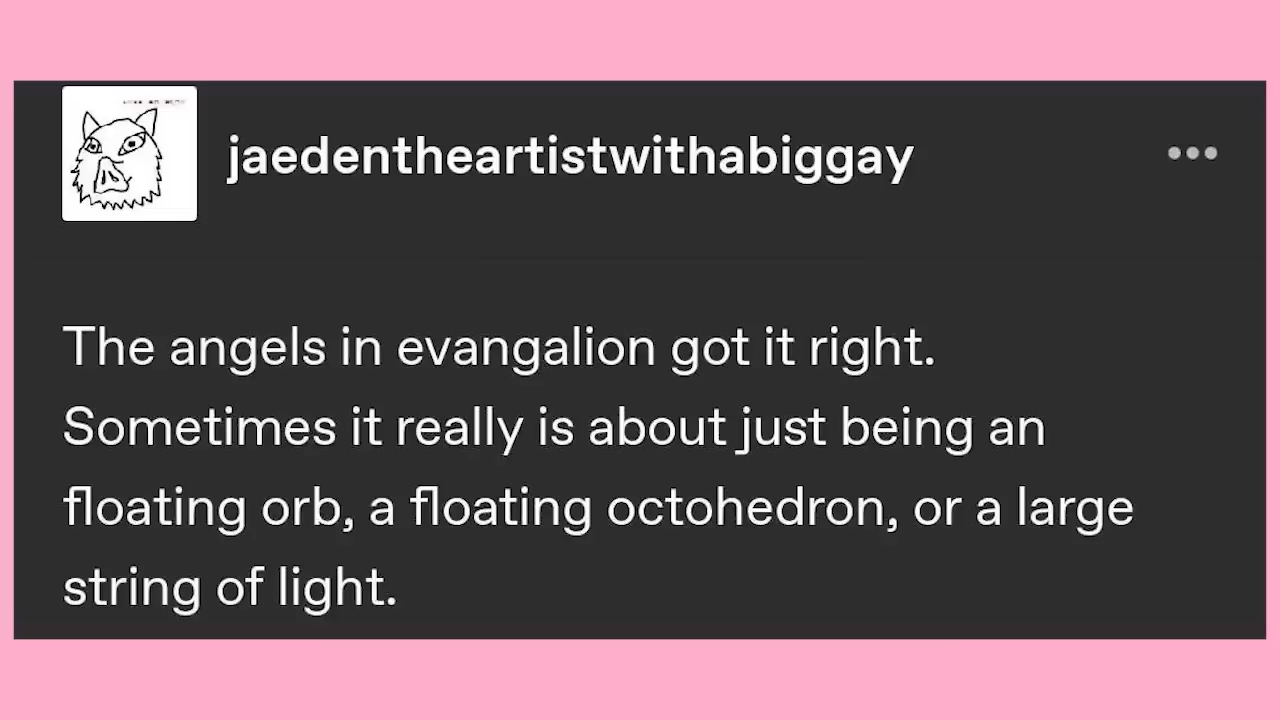 jaedentheartistwithabiggay
The angels in evangalion got it right.
Sometimes it really is about just being an
floating orb, a floating octohedron, or a large
string of light.